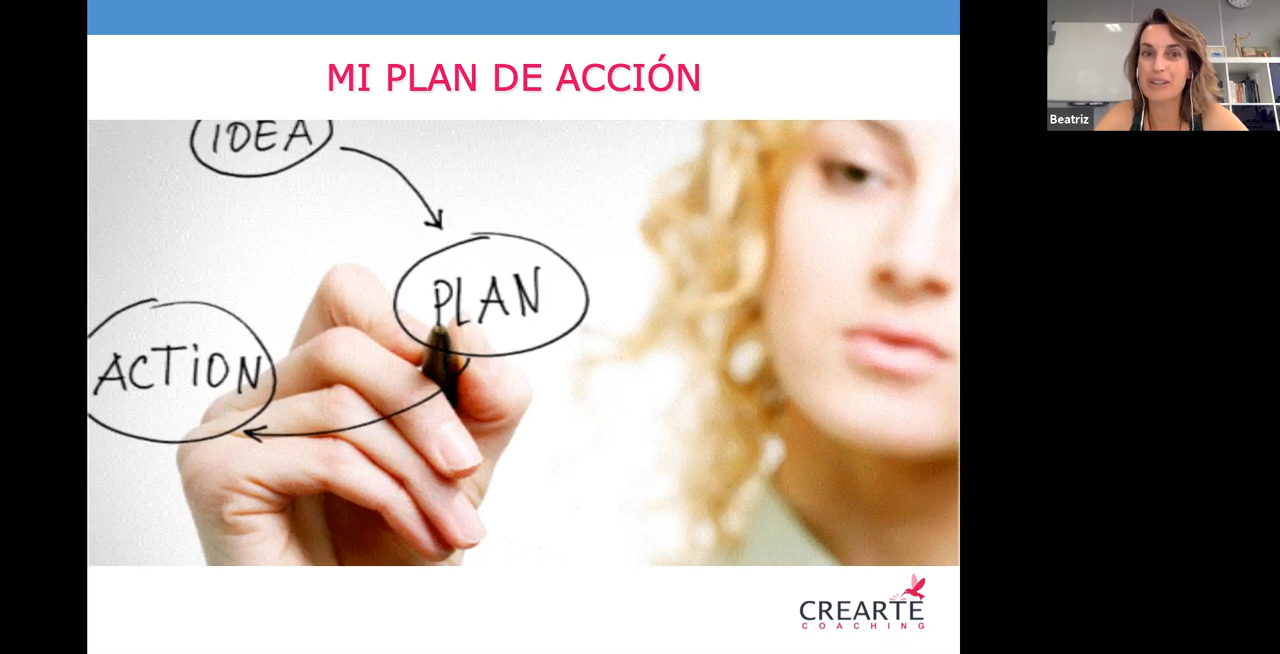 MI PLAN DE ACCIÓN
IDEA
PLAN
ACTION
CREARTE
COACHING
Beatriz